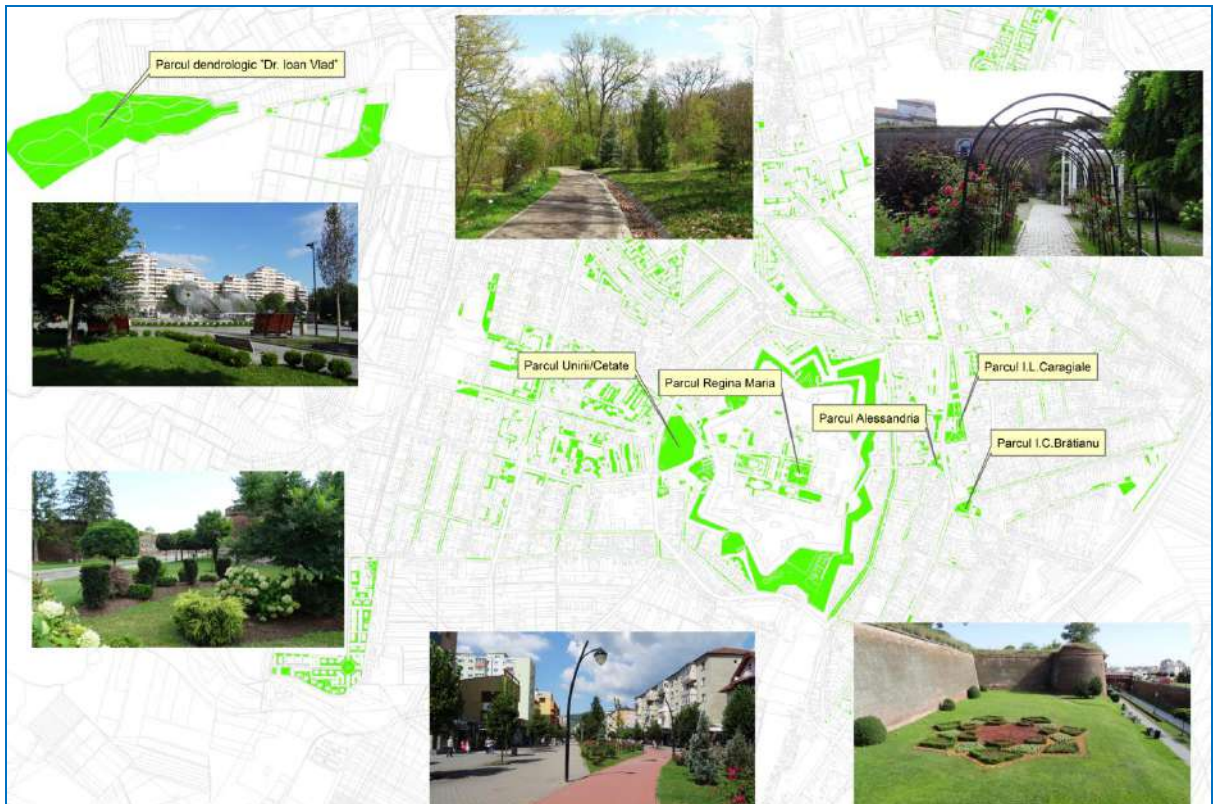 Parcul dendrologic "Dr. Ioan Vlad"
Parcul Unirii/Cetate
Parcul Regina Maria
Parcul I.L.Caragiale
Parcul Alessandria
Parcul I.C.Brătianu